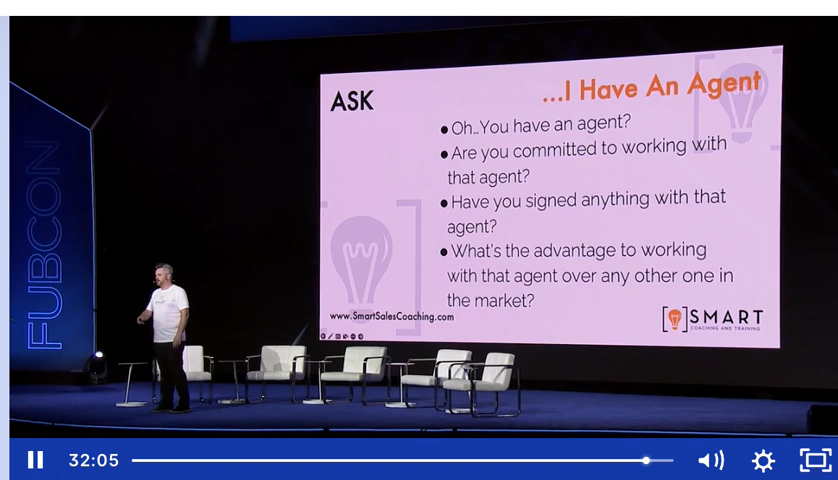 ASK
...I Have An Agent
• Oh...You have an agent?
• Are you committed to working with
that agent?
• Have you signed anything with that
agent?
• What's the advantage to working
with that agent over any other one in
the market?
www.SmartSalesCoaching.com
[ ]SMART
COACHING AND TRAINING
FUBCON
32:05